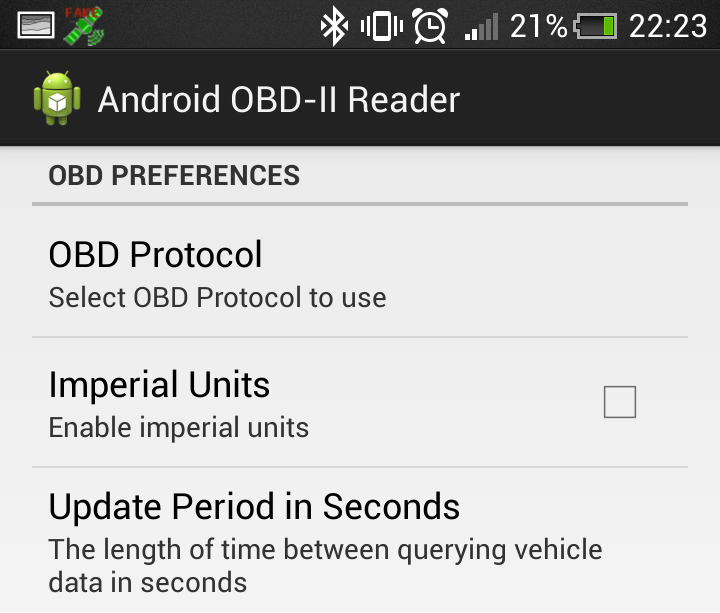 FAKE
21% 22:23
Android OBD-II Reader
OBD PREFERENCES
OBD Protocol
Select OBD Protocol to use
Imperial Units
Enable imperial units
Update Period in Seconds
The length of time between querying vehicle
data in seconds